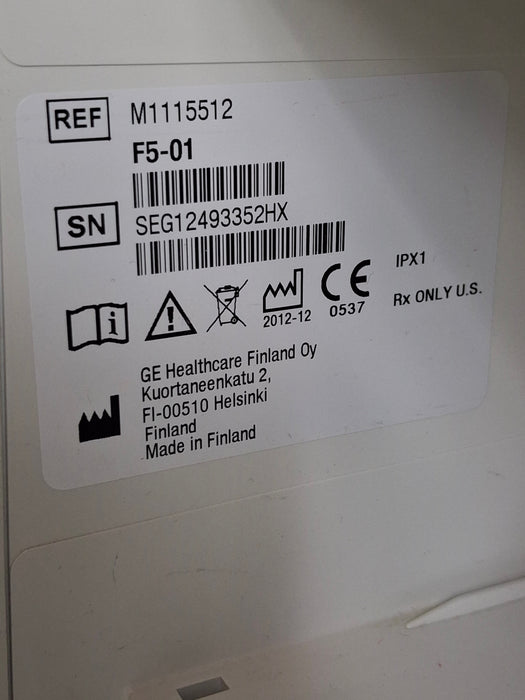 REF M1115512
F5-01
SN SEG12493352HX
i
2012-12
CE 0537
IPX1
Rx ONLY U.S.
GE Healthcare Finland Oy
Kuortaneenkatu 2,
FI-00510 Helsinki
Finland
Made in Finland